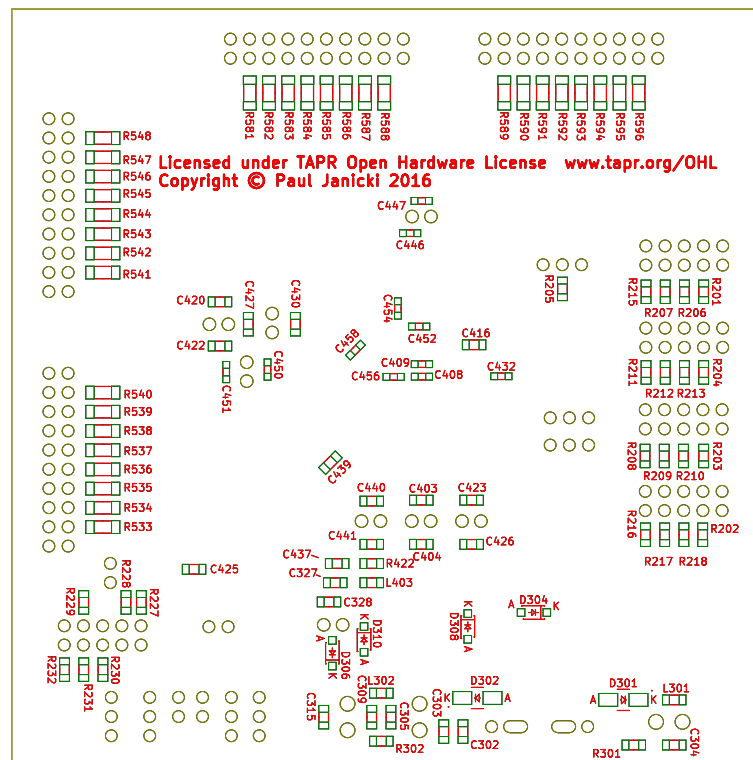 R581 R582 R583 R584 R585 R586 R587 R588
R589 R590 R591 R592 R593 R594 R595 R596
R548
R547
R546
R545
R544
R543
R542
R541
Licensed under TAPR Open Hardware License www.tapr.org/OHL
Copyright © Paul Janicki 2016
C447
C446
R205
R215
R201
R207 R206
C420
C427
C430
C454
C452
C422
C458
C416
C409
C456
C408
C432
C450
C451
R211
R204
R212 R213
R540
R539
R538
R537
R536
R535
R534
R533
R208
R203
R209 R210
C439
C440
C403
C423
R216
R202
R217 R218
C441
C404
C426
C437
R422
C327
L403
C425
R228
R229
R227
C328
K
D310
A
A
D306
K
K
D308
A
D304
A
K
R232
R231
R230
L302
C309
C315
C305
R302
C303
C302
D302
K
A
D301
A
K
L301
R301
C304